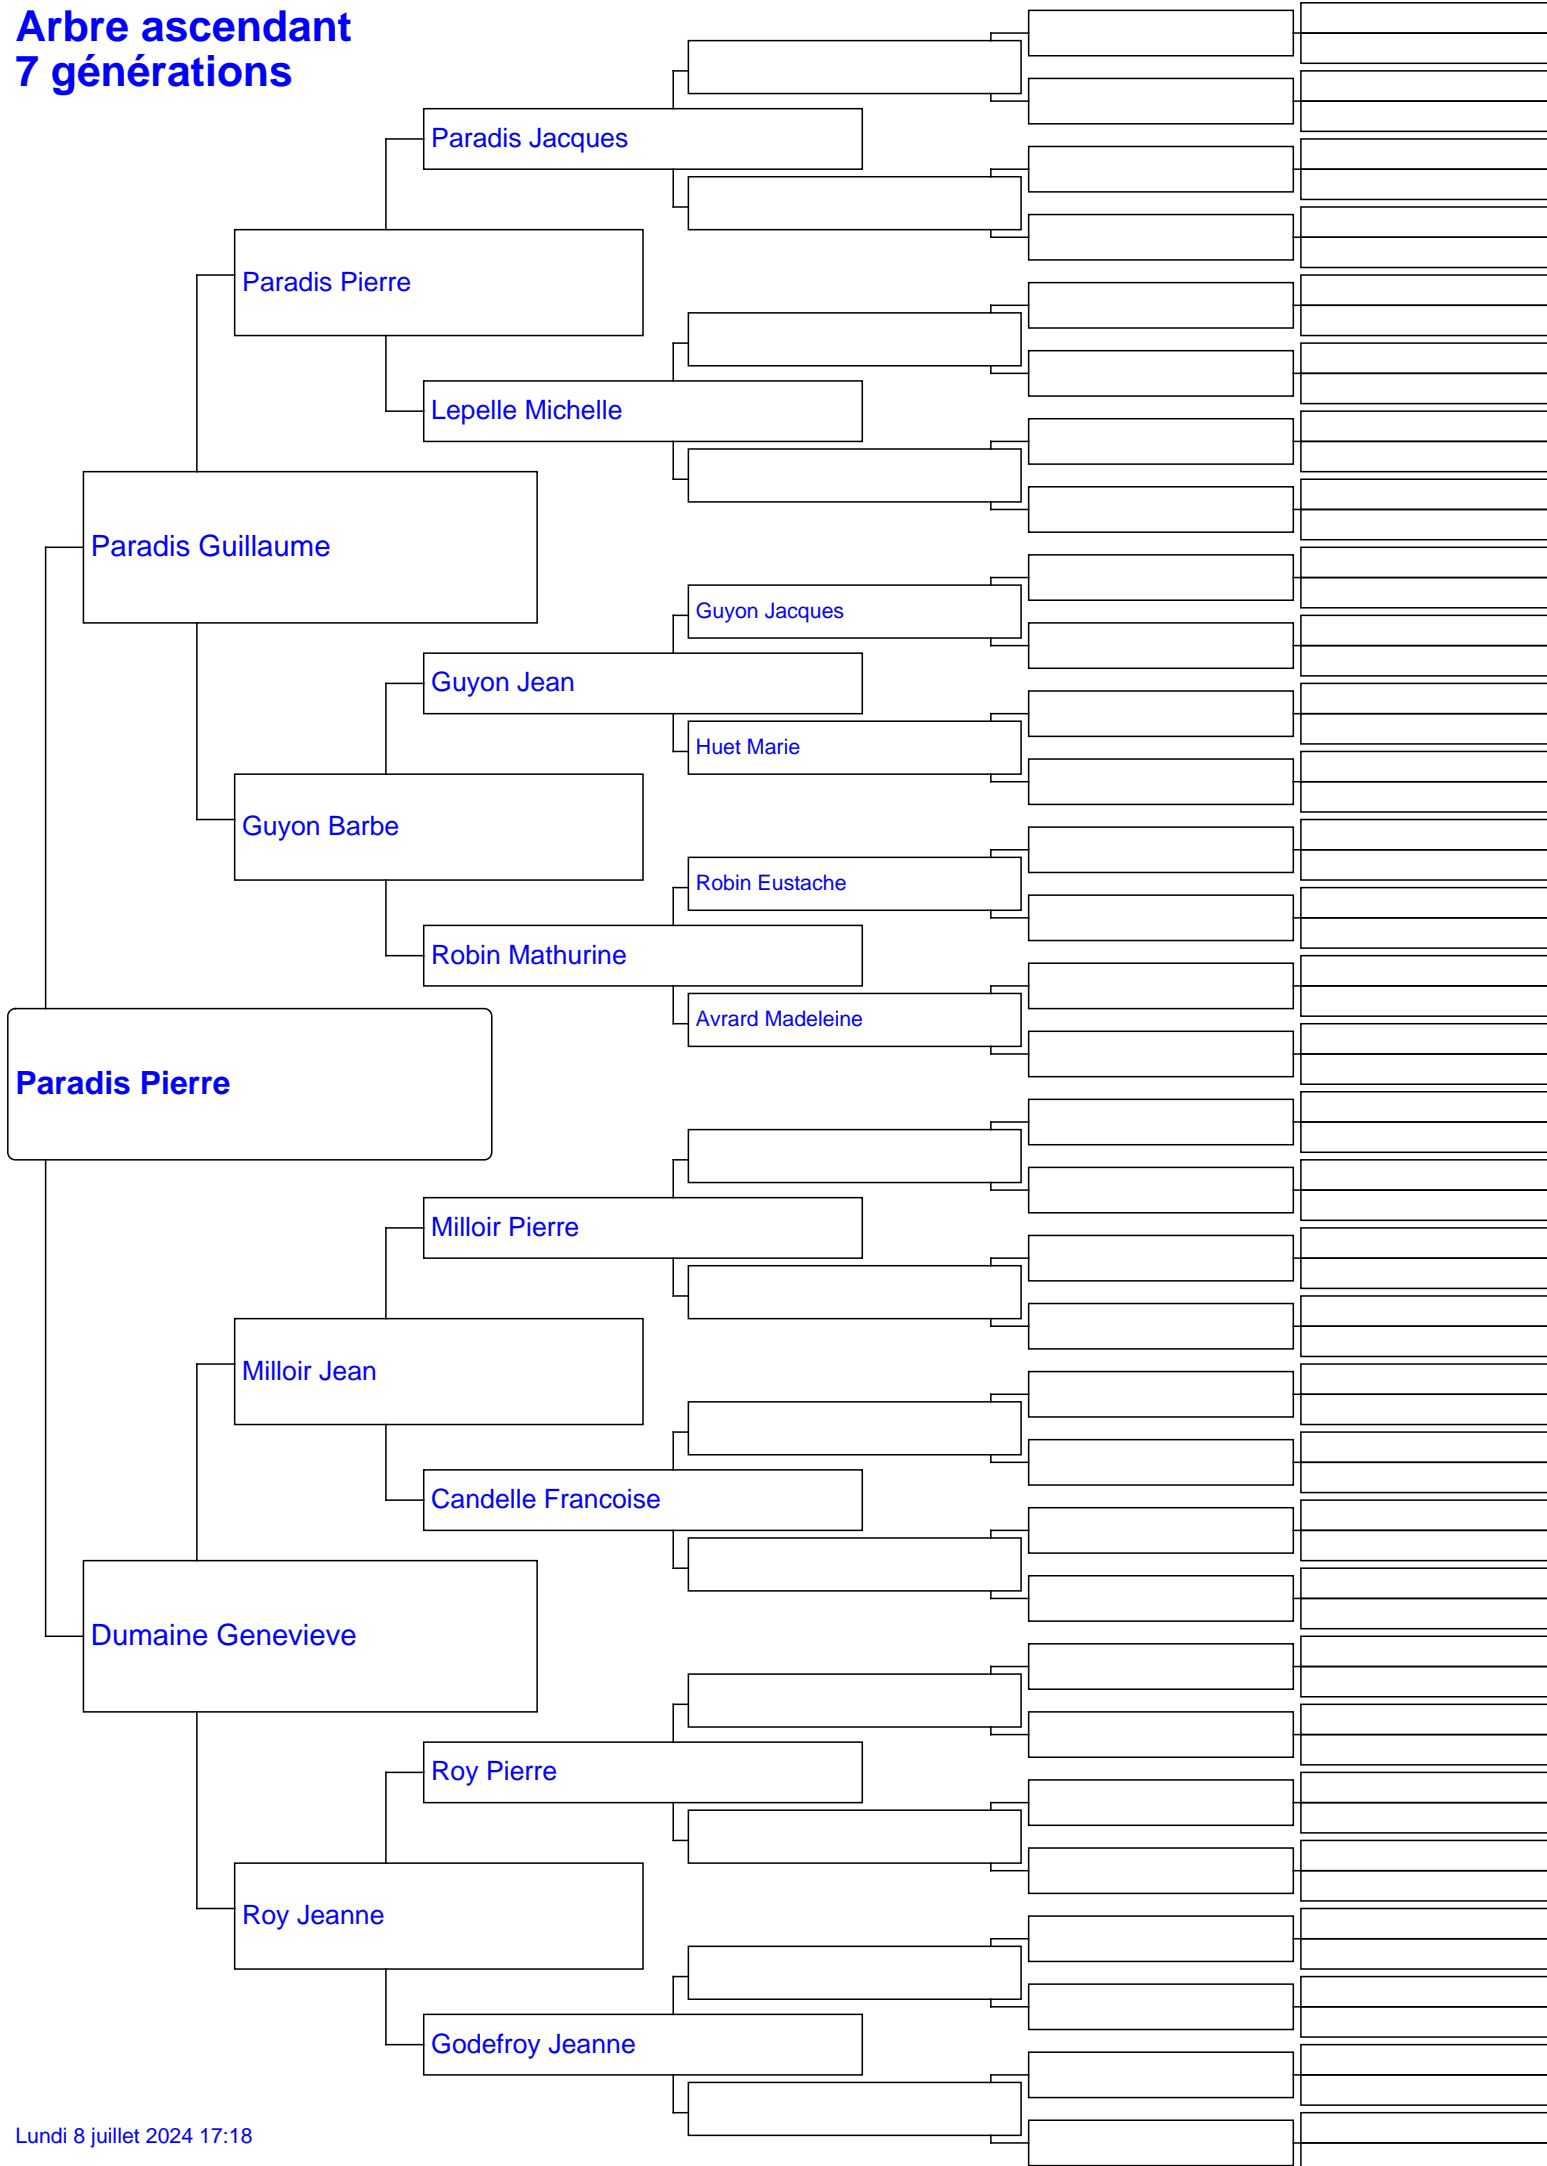 Arbre ascendant
7 générations
Paradis Jacques
Paradis Pierre
Lepelle Michelle
Paradis Guillaume
Guyon Jacques
Guyon Jean
Huet Marie
Guyon Barbe
Robin Eustache
Robin Mathurine
Avrard Madeleine
Paradis Pierre
Milloir Pierre
Milloir Jean
Candelle Francoise
Dumaine Genevieve
Roy Pierre
Roy Jeanne
Godefroy Jeanne
Lundi 8 juillet 2024 17:18